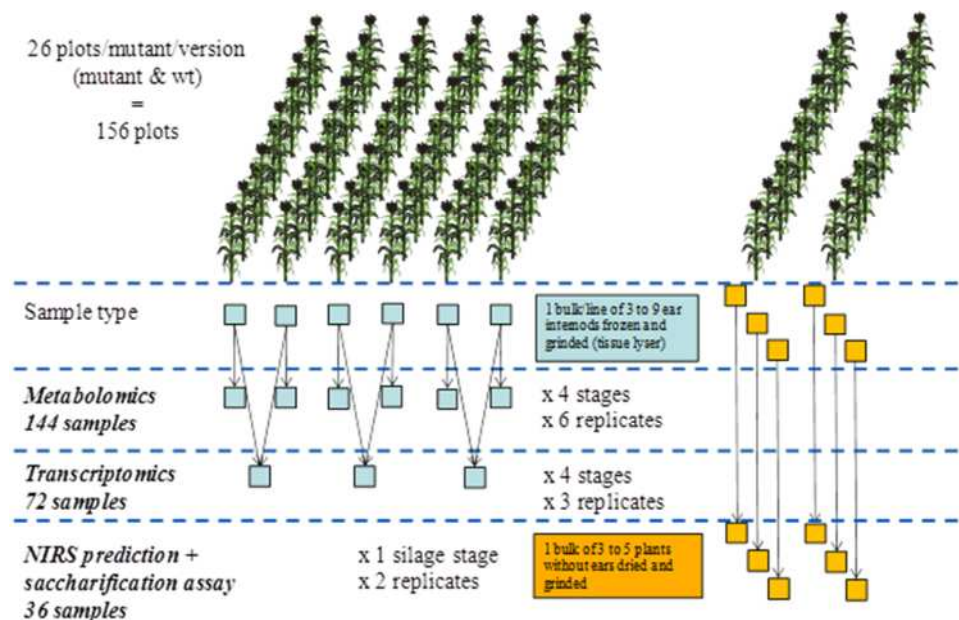 26 plots/mutant/version
(mutant & wt)
=
156 plots
Sample type
1 bulk/line of 3 to 9 ear
internods frozen and
grinded (tissue lyser)
Metabolomics
144 samples
x 4 stages
x 6 replicates
Transcriptomics
72 samples
x 4 stages
x 3 replicates
NIRS prediction +
saccharification assay
36 samples
x 1 silage stage
x 2 replicates
1 bulk of 3 to 5 plants
without ears dried and
grinded